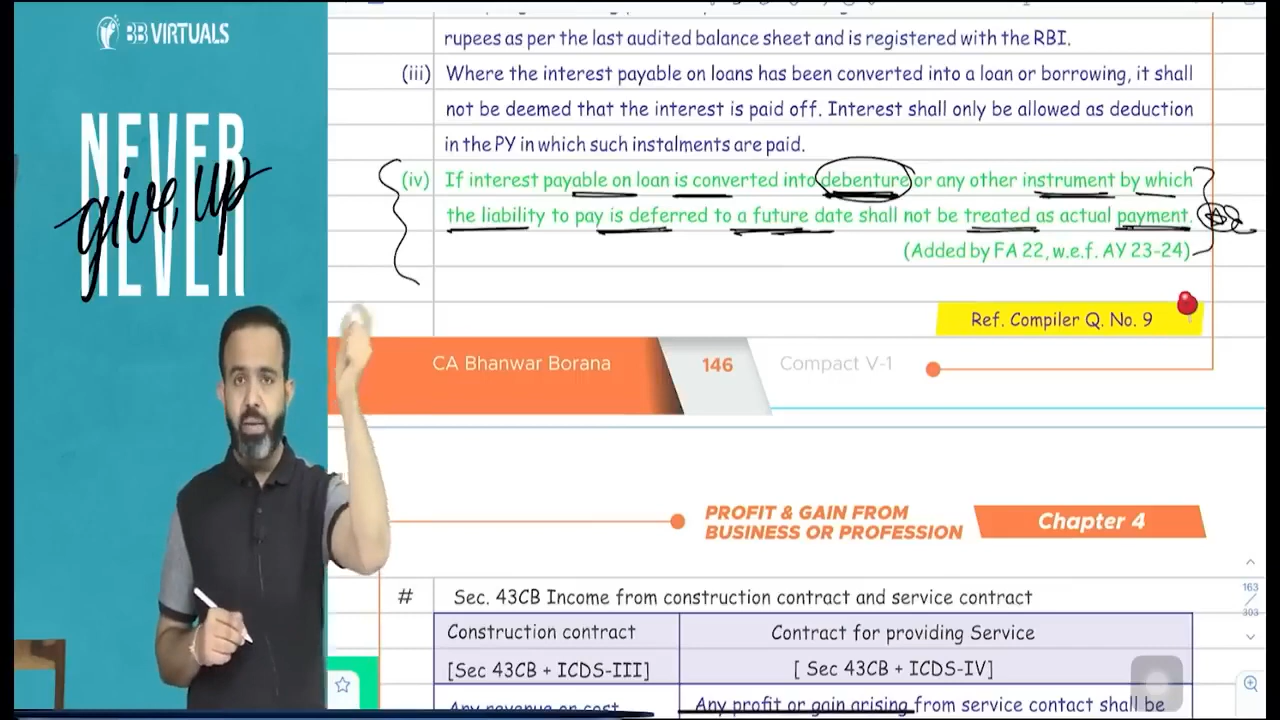 BB VIRTUALS
NEVER
give up
NEVER
rupees as per the last audited balance sheet and is registered with the RBI.
(iii) Where the interest payable on loans has been converted into a loan or borrowing, it shall
not be deemed that the interest is paid off. Interest shall only be allowed as deduction
in the PY in which such instalments are paid.
(iv) If interest payable on loan is converted into debenture or any other instrument by which
the liability to pay is deferred to a future date shall not be treated as actual payment.
(Added by FA 22, w.e.f. AY 23-24)
Ref. Compiler Q. No. 9
CA Bhanwar Borana 146 Compact V-1
PROFIT & GAIN FROM
BUSINESS OR PROFESSION
Chapter 4
# Sec. 43CB Income from construction contract and service contract
163
303
Construction contract Contract for providing Service
[Sec 43CB + ICDS-III] [ Sec 43CB + ICDS-IV]
Any revenue or cost Any profit or gain arising from service contact shall be